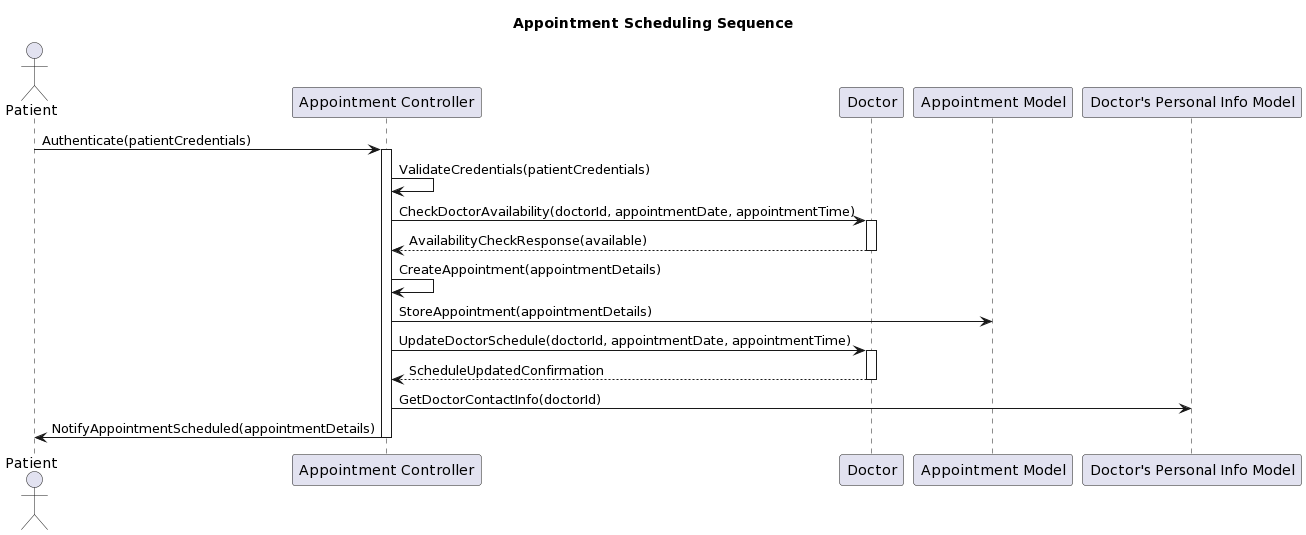 Appointment Scheduling Sequence
Patient
Appointment Controller
Doctor
Appointment Model
Doctor's Personal Info Model
Authenticate(patientCredentials)
ValidateCredentials(patientCredentials)
CheckDoctorAvailability(doctorId, appointmentDate, appointmentTime)
AvailabilityCheckResponse(available)
CreateAppointment(appointmentDetails)
StoreAppointment(appointmentDetails)
UpdateDoctorSchedule(doctorId, appointmentDate, appointmentTime)
ScheduleUpdatedConfirmation
GetDoctorContactInfo(doctorId)
NotifyAppointmentScheduled(appointmentDetails)
Patient
Appointment Controller
Doctor
Appointment Model
Doctor's Personal Info Model